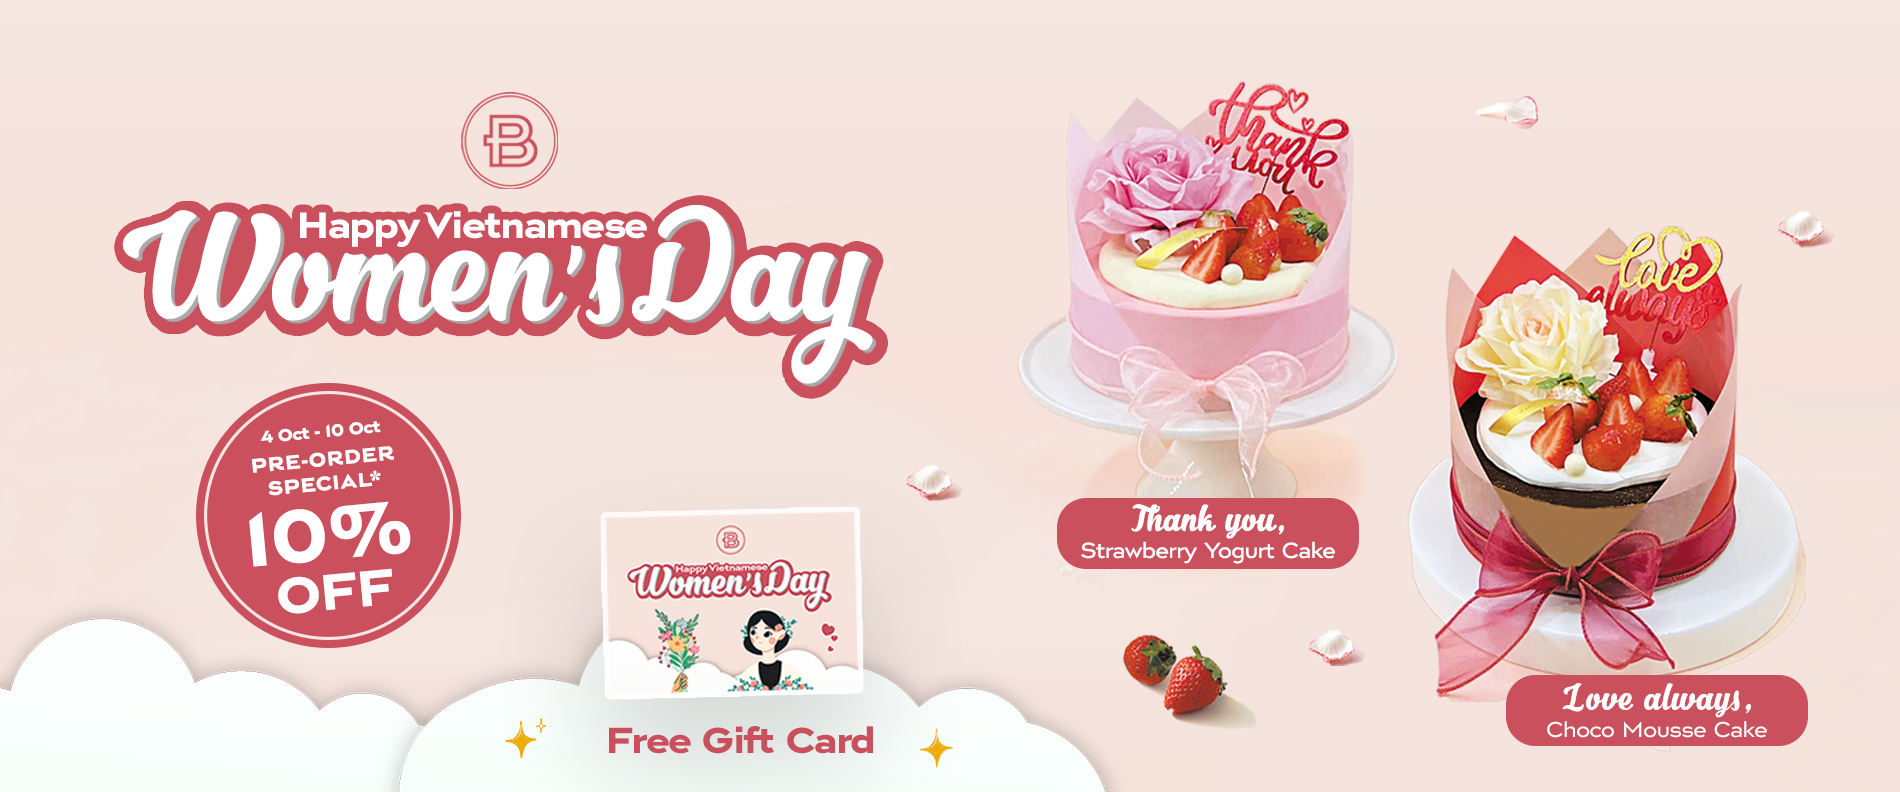 B
Happy Vietnamese
Women's Day
4 Oct - 10 Oct
PRE-ORDER
SPECIAL*
10%
OFF
B
Happy Vietnamese
Women's Day
Free Gift Card
thank
you
Thank you,
Strawberry Yogurt Cake
love
always
Love always,
Choco Mousse Cake